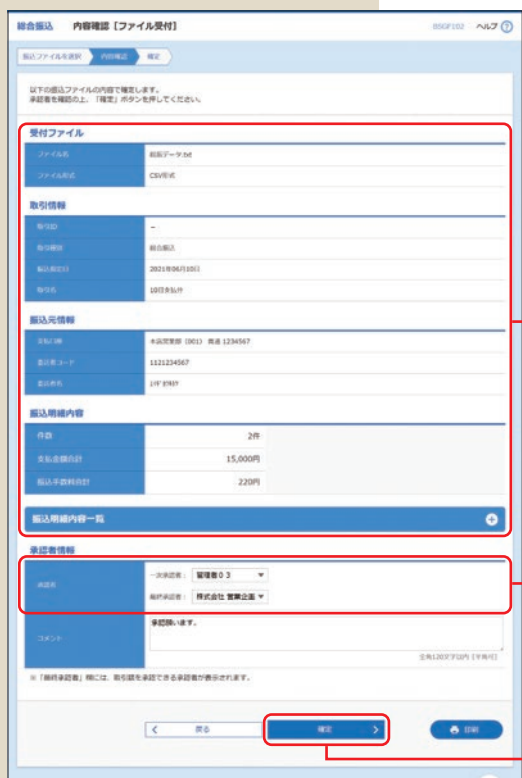 総合振込 内容確認［ファイル受付］ BSGF102 ヘルプ ?
振込ファイルを選択 内容確認 確定
以下の振込ファイルの内容で確定します。
承認者を確認の上、「確定」ボタンを押してください。
受付ファイル
ファイル名 総振データ.txt
ファイル形式 CSV形式
取引情報
取引ID －
取引種別 総合振込
振込指定日 2021年06月10日
取引名 10日支払分
振込元情報
支払口座 本店営業部（001） 普通 1234567
委託者コード 1121234567
委託者名
振込明細内容
件数 2件
支払金額合計 15,000円
振込手数料合計 220円
振込明細内容一覧
承認者情報
承認者 一次承認者： 管理者０３
最終承認者： 株式会社 営業企画
コメント 承認願います。
全角120文字以内［半角可］
※「最終承認者」欄には、取引額を承認できる承認者が表示されます。
戻る 確定 印刷